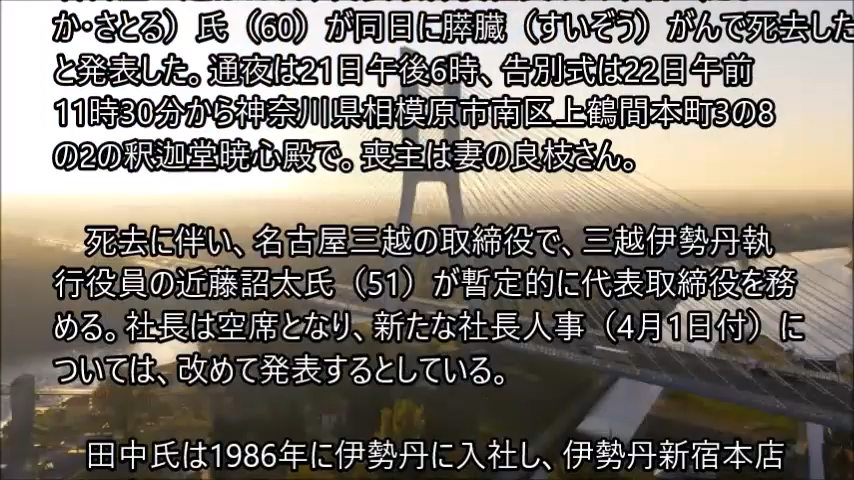 か・さとる）氏（60）が同日に膵臓（すいぞう）がんで死去した
と発表した。通夜は21日午後6時、告別式は22日午前
11時30分から神奈川県相模原市南区上鶴間本町3の8
の2の釈迦堂暁心殿で。喪主は妻の良枝さん。
死去に伴い、名古屋三越の取締役で、三越伊勢丹執
行役員の近藤詔太氏（51）が暫定的に代表取締役を務
める。社長は空席となり、新たな社長人事（4月1日付）に
ついては、改めて発表するとしている。
田中氏は1986年に伊勢丹に入社し、伊勢丹新宿本店